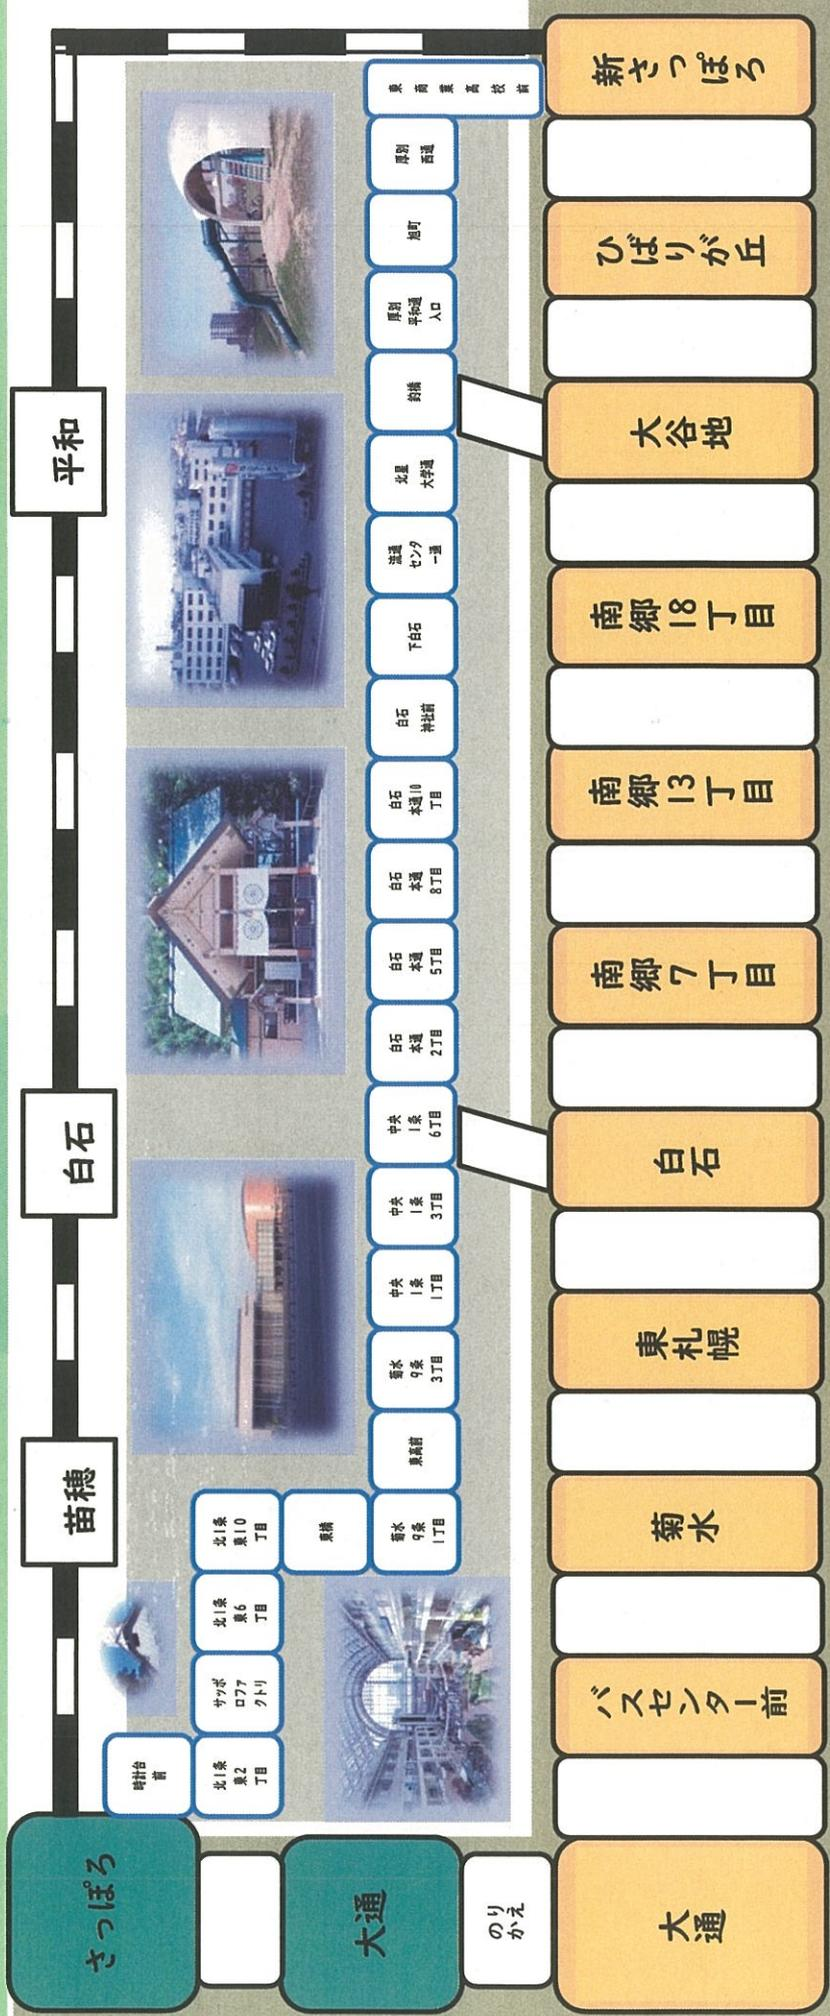 さっぽろ
苗穂
白石
平和
時計台
前
北1条
東2
丁目
サッポ
ロファ
クトリ
北1条
東6
丁目
北1条
東10
丁目
東橋
菊水
9条
1丁目
東高前
菊水
9条
3丁目
中央
1条
1丁目
中央
1条
3丁目
中央
1条
6丁目
白石
本通
2丁目
白石
本通
5丁目
白石
本通
8丁目
白石
本通10
丁目
白石
神社前
下白石
流通
センタ
ー通
北星
大学通
釣橋
厚別
平和通
入口
旭町
厚別
西通
東商業高校前
大通
のり
かえ
大通
バスセンター前
菊水
東札幌
白石
南郷7丁目
南郷13丁目
南郷18丁目
大谷地
ひばりが丘
新さっぽろ